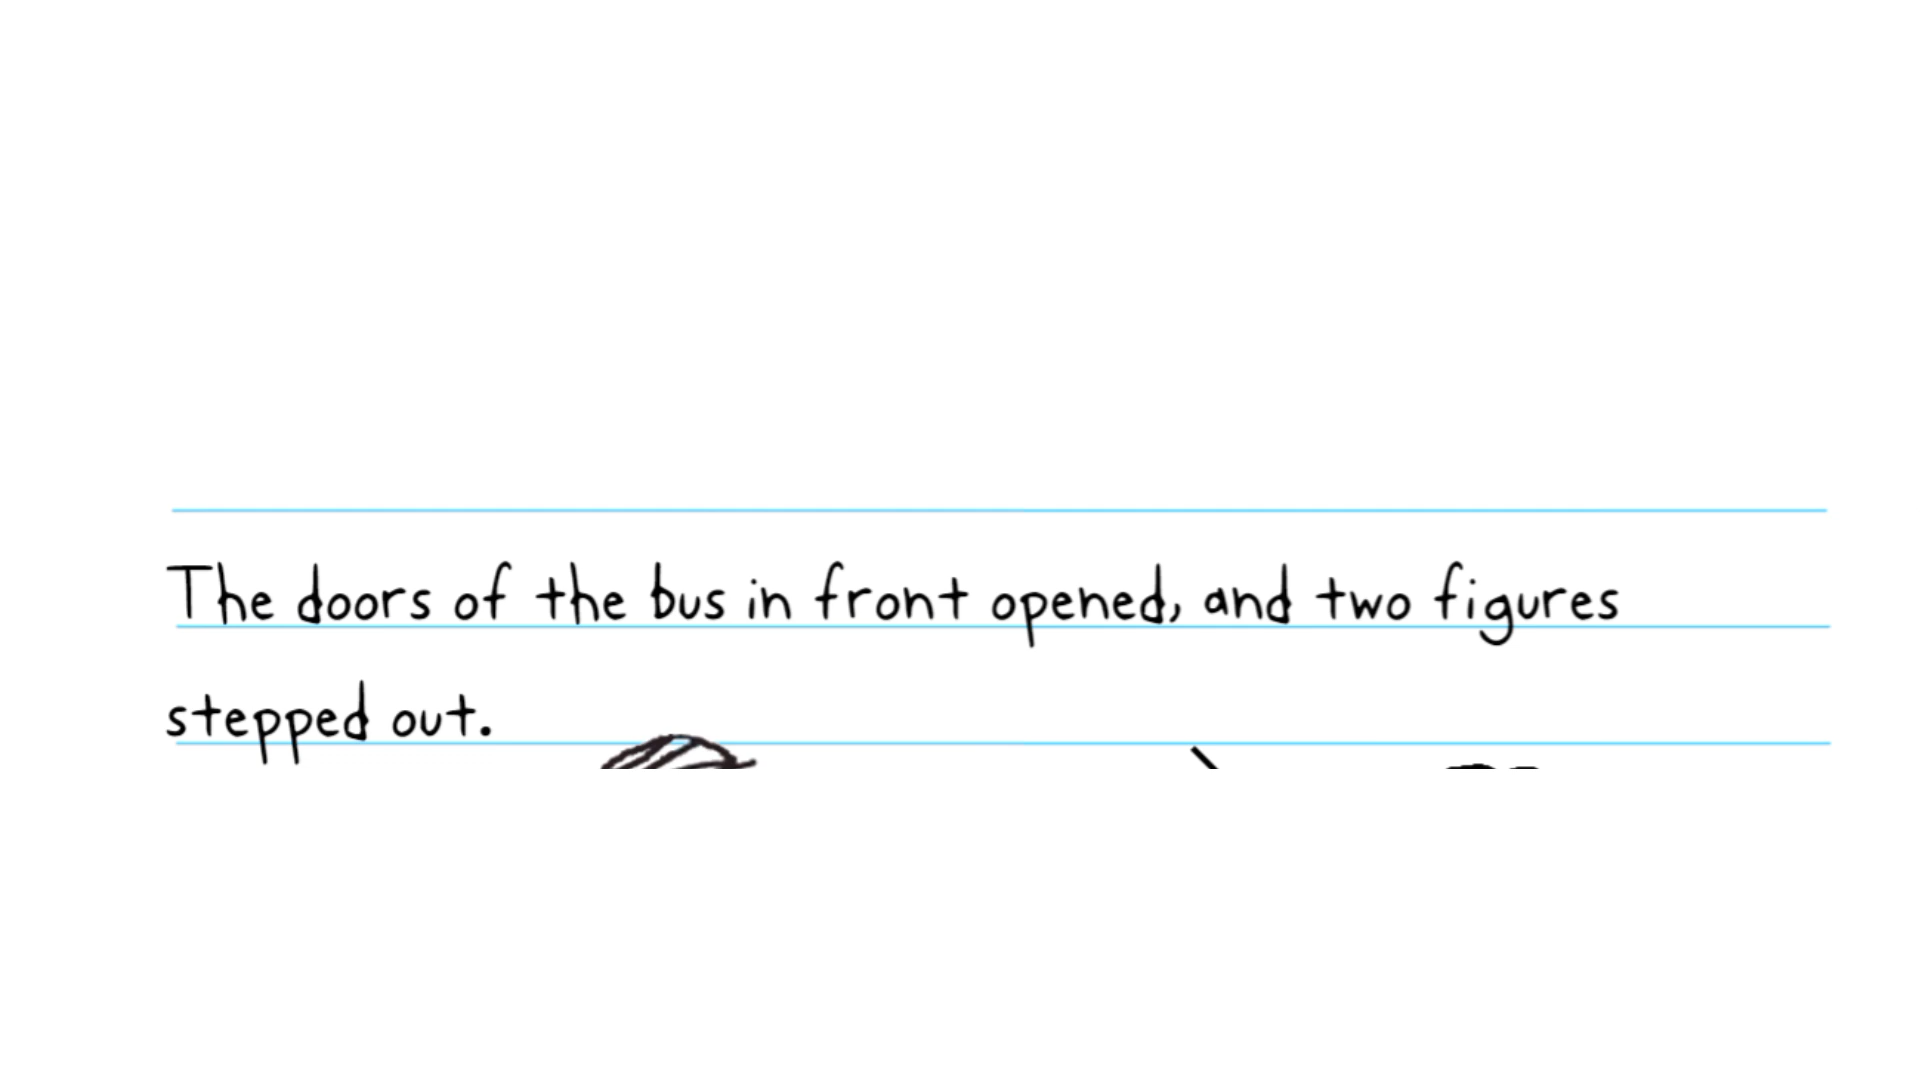 The doors of the bus in front opened, and two figures
stepped out.